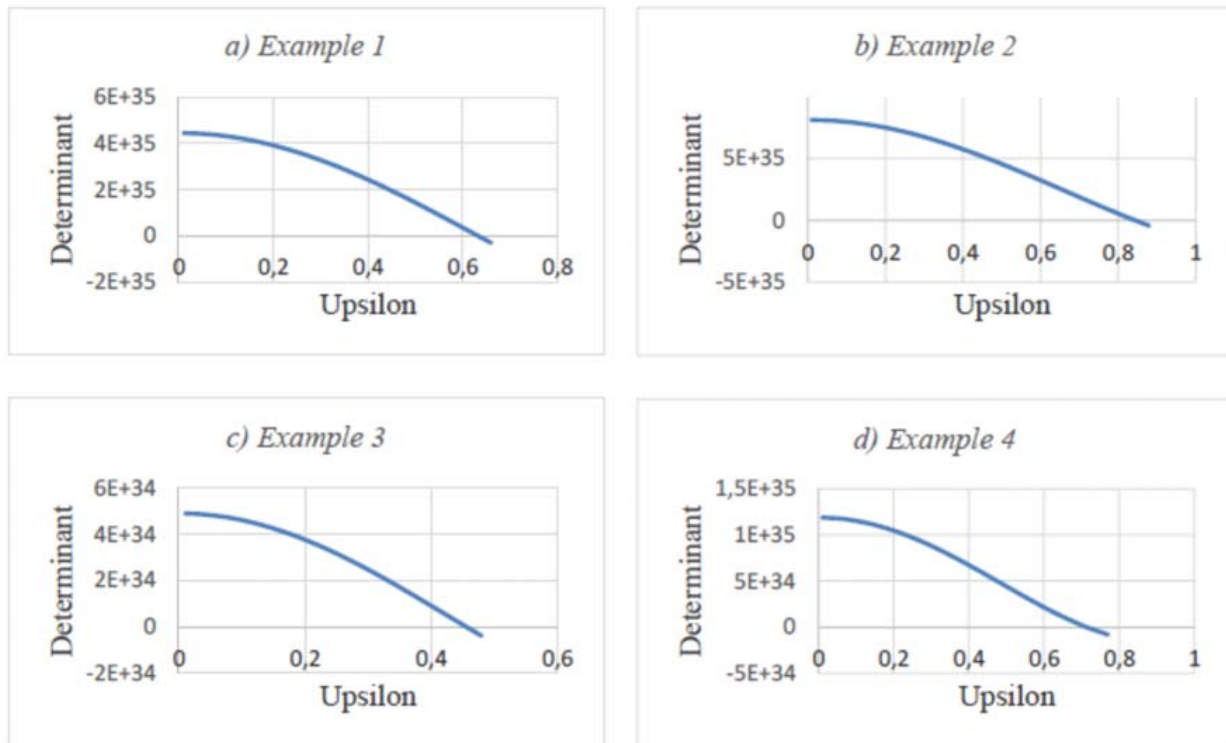 a) Example 1
6E+35
4E+35
2E+35
0
-2E+35
0 0,2 0,4 0,6 0,8
Determinant
Upsilon
b) Example 2
5E+35
0
-5E+35
0 0,2 0,4 0,6 0,8 1
Determinant
Upsilon
c) Example 3
6E+34
4E+34
2E+34
0
-2E+34
0 0,2 0,4 0,6
Determinant
Upsilon
d) Example 4
1,5E+35
1E+35
5E+34
0
-5E+34
0 0,2 0,4 0,6 0,8 1
Determinant
Upsilon